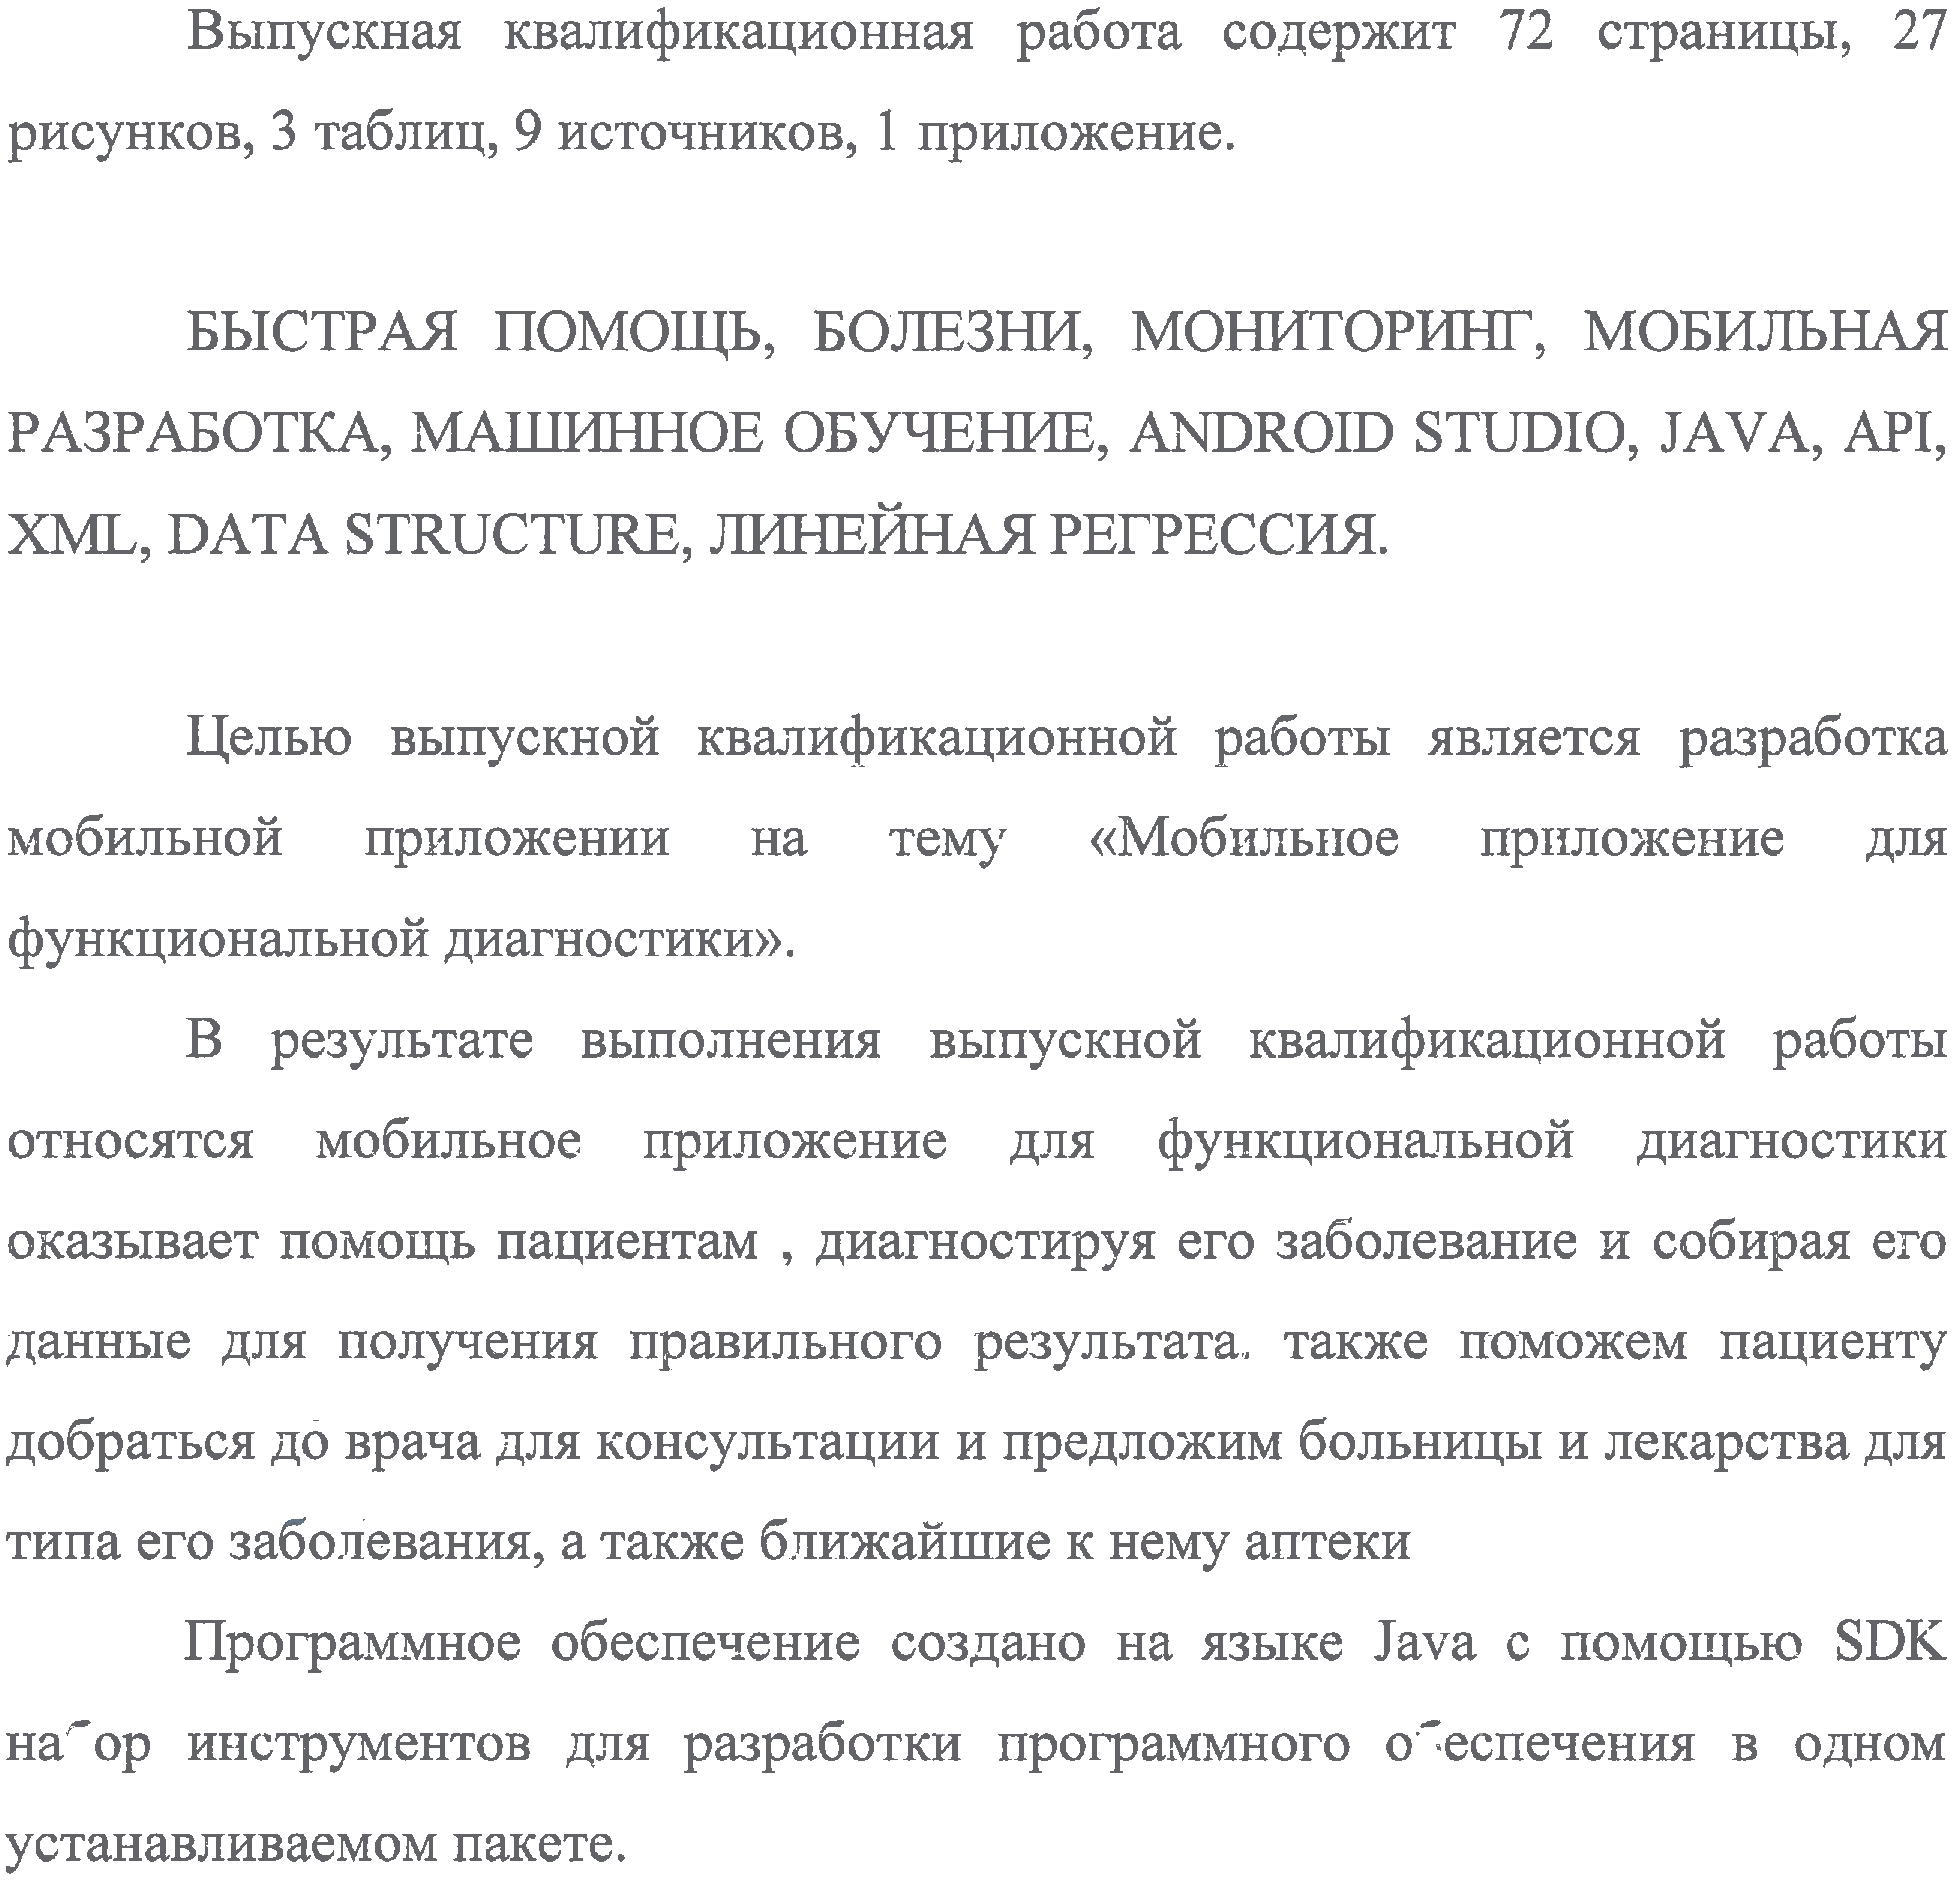 Выпускная квалификационная работа содержит 72 страницы, 27
рисунков, 3 таблиц, 9 источников, 1 приложение.
БЫСТРАЯ ПОМОЩЬ, БОЛЕЗНИ, МОНИТОРИНГ, МОБИЛЬНАЯ
РАЗРАБОТКА, МАШИННОЕ ОБУЧЕНИЕ, ANDROID STUDIO, JAVA, API,
XML, DATA STRUCTURE, ЛИНЕЙНАЯ РЕГРЕССИЯ.
Целью выпускной квалификационной работы является разработка
мобильной приложении на тему «Мобильное приложение для
функциональной диагностики».
В результате выполнения выпускной квалификационной работы
относятся мобильное приложение для функциональной диагностики
оказывает помощь пациентам , диагностируя его заболевание и собирая его
данные для получения правильного результата. также поможем пациенту
добраться до врача для консультации и предложим больницы и лекарства для
типа его заболевания, а также ближайшие к нему аптеки
Программное обеспечение создано на языке Java с помощью SDK
набор инструментов для разработки программного обеспечения в одном
устанавливаемом пакете.